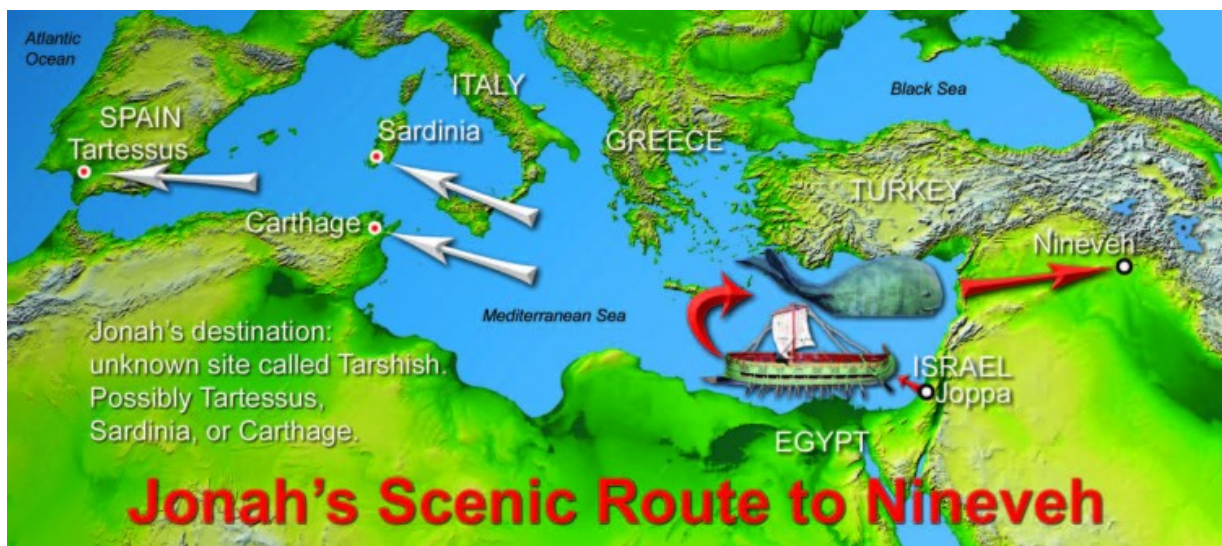 Atlantic
Ocean
SPAIN
Tartessus
Sardinia
ITALY
GREECE
Black Sea
TURKEY
Carthage
Nineveh
Mediterranean Sea
Jonah's destination:
unknown site called Tarshish.
Possibly Tartessus,
Sardinia, or Carthage.
ISRAEL
Joppa
EGYPT
Jonah's Scenic Route to Nineveh